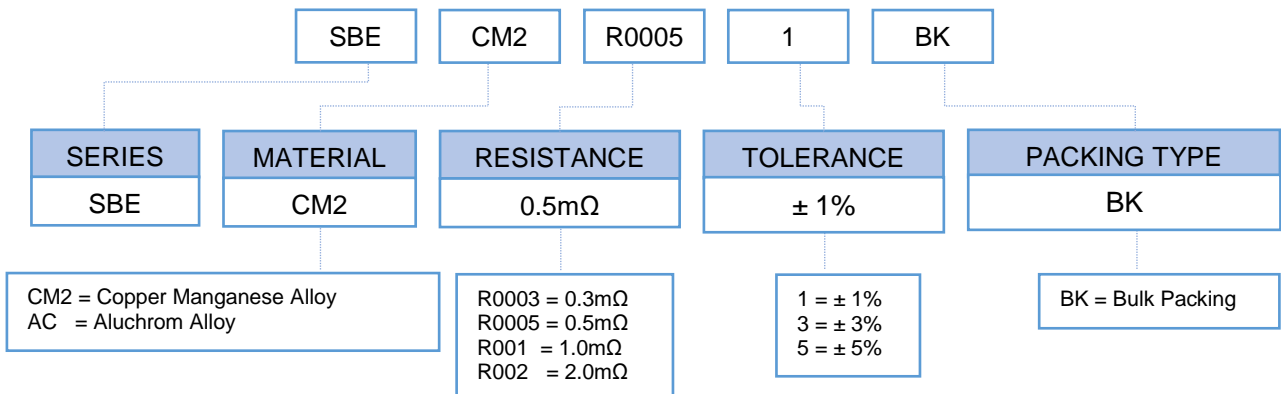 SBE CM2 R0005 1 BK
SERIES MATERIAL RESISTANCE TOLERANCE PACKING TYPE
SBE CM2 0.5mΩ ± 1% BK
CM2 = Copper Manganese Alloy
AC = Aluchrom Alloy
R0003 = 0.3mΩ
R0005 = 0.5mΩ
R001 = 1.0mΩ
R002 = 2.0mΩ
1 = ± 1%
3 = ± 3%
5 = ± 5%
BK = Bulk Packing